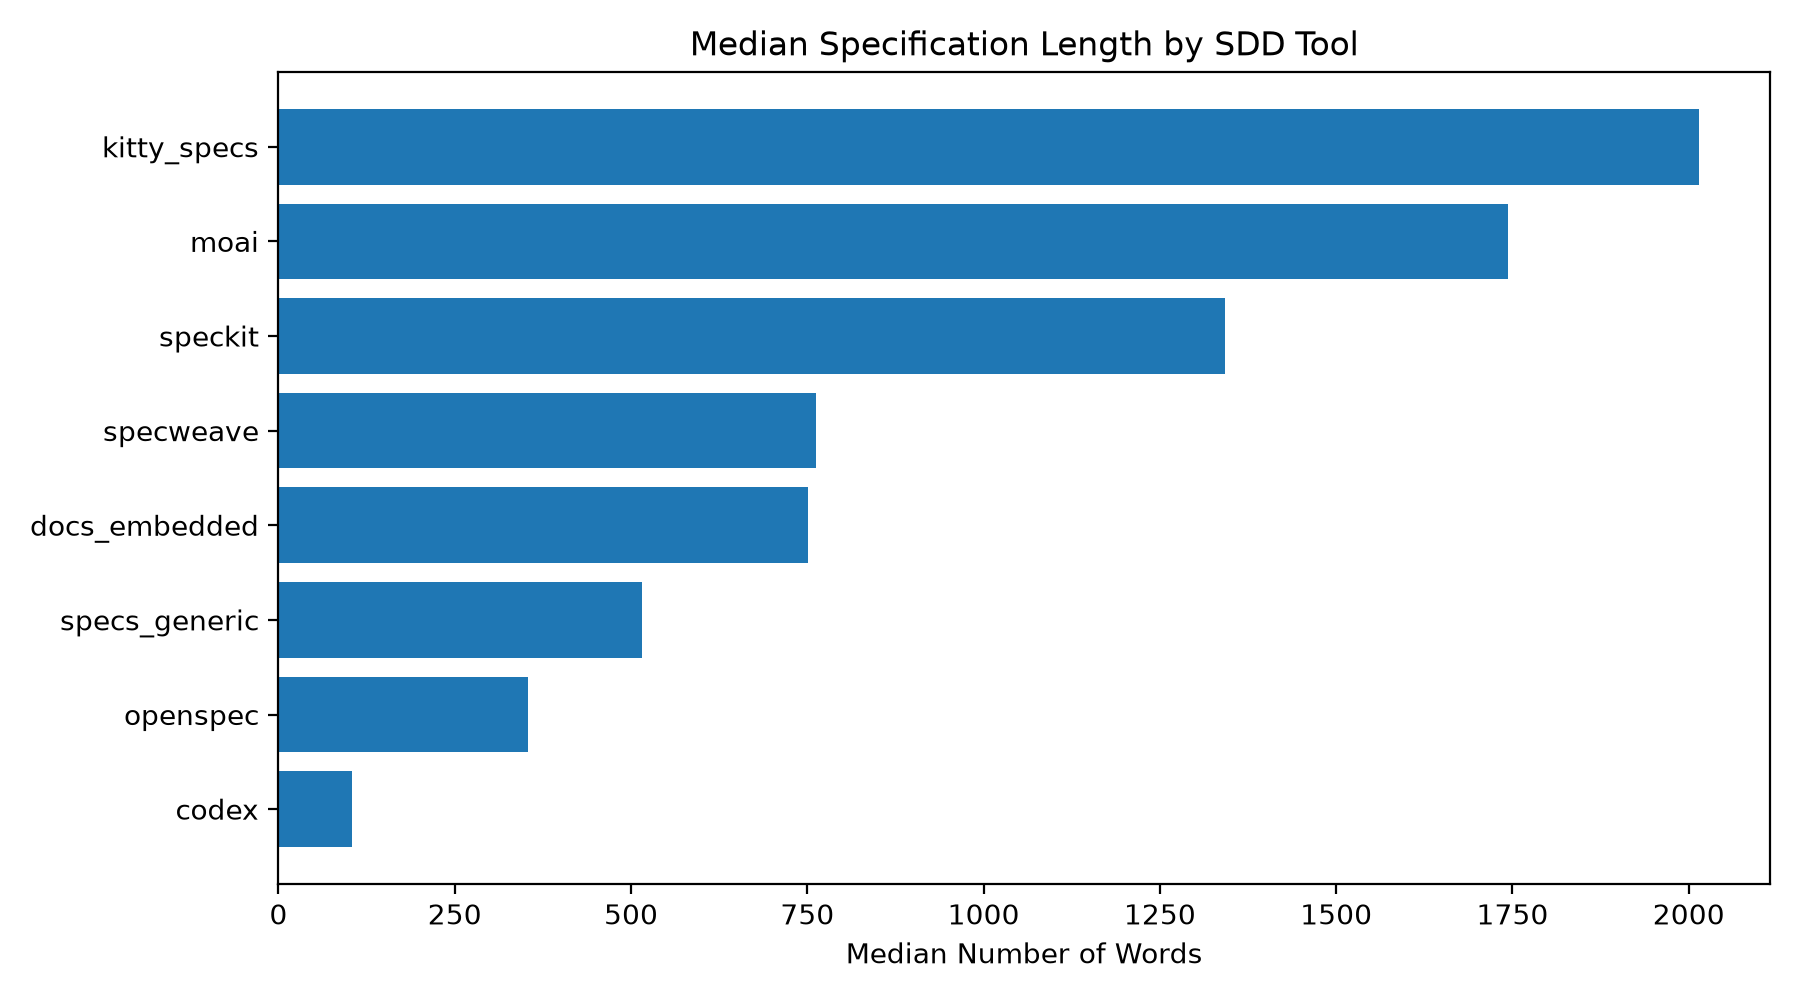 Median Specification Length by SDD Tool
kitty_specs
moai
speckit
specweave
docs_embedded
specs_generic
openspec
codex
0 250 500 750 1000 1250 1500 1750 2000
Median Number of Words